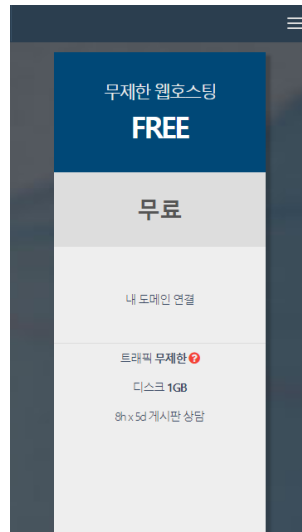 무제한 웹호스팅
FREE
무료
내 도메인 연결
트래픽 무제한
디스크 1GB
8h x 5d 게시판 상담